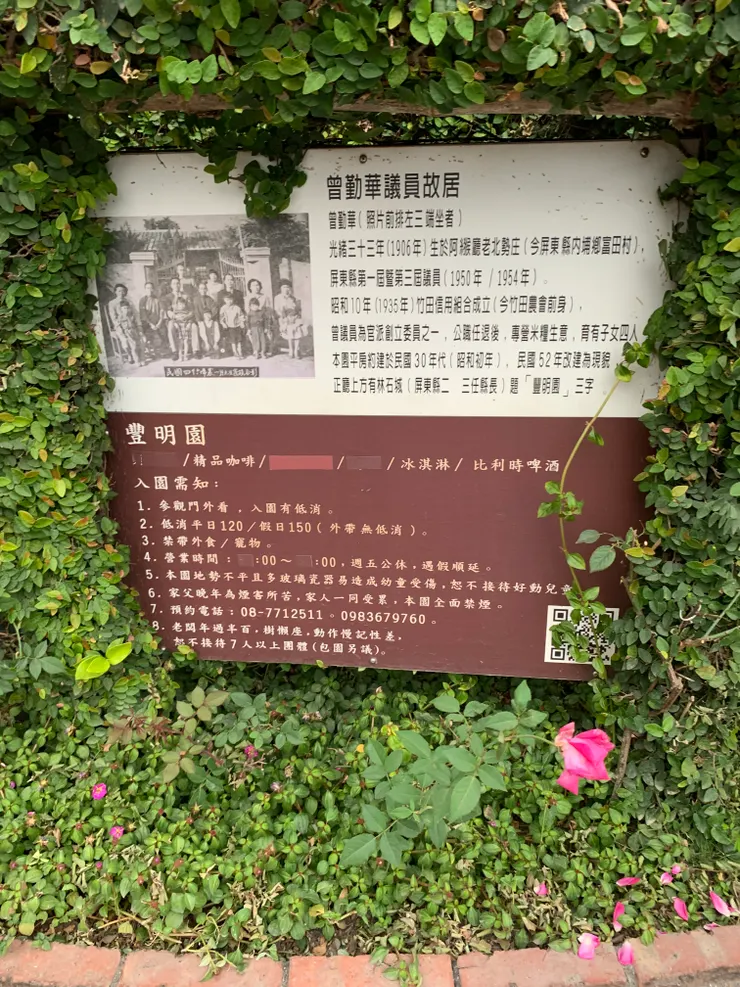 曾勤華議員故居
曾勤華(照片前排左三端坐者)
光緒三十三年(1906年)生於阿緱廳老北勢庄(今屏東縣內埔鄉富田村),
屏東縣第一屆暨第三屆議員(1950年 / 1954年)。
昭和10年(1935年)竹田信用組合成立(今竹田農會前身),
曾議員為官派創立委員之一,公職任退後,專營米糧生意,育有子女四人
本園平房約建於民國30年代(昭和初年),民國52年改建為現貌
正廳上方有林石城(屏東縣二 三任縣長)題「豐明園」三字
豐明園
/精品咖啡/ / /冰淇淋/ 比利時啤酒
入園需知:
1. 參觀門外看,入園有低消。
2. 低消平日120/假日150(外帶無低消)。
3. 禁帶外食/寵物。
4. 營業時間: :00~ :00,週五公休,遇假順延。
5. 本園地勢不平且多玻璃瓷器易造成幼童受傷,恕不接待好動兒
6. 家父晚年為煙害所苦,家人一同受累,本園全面禁煙。
7. 預約電話:08-7712511。0983679760。
8. 老闆年過半百,樹懶座,動作慢記性差,
恕不接待7人以上團體(包園另議)。